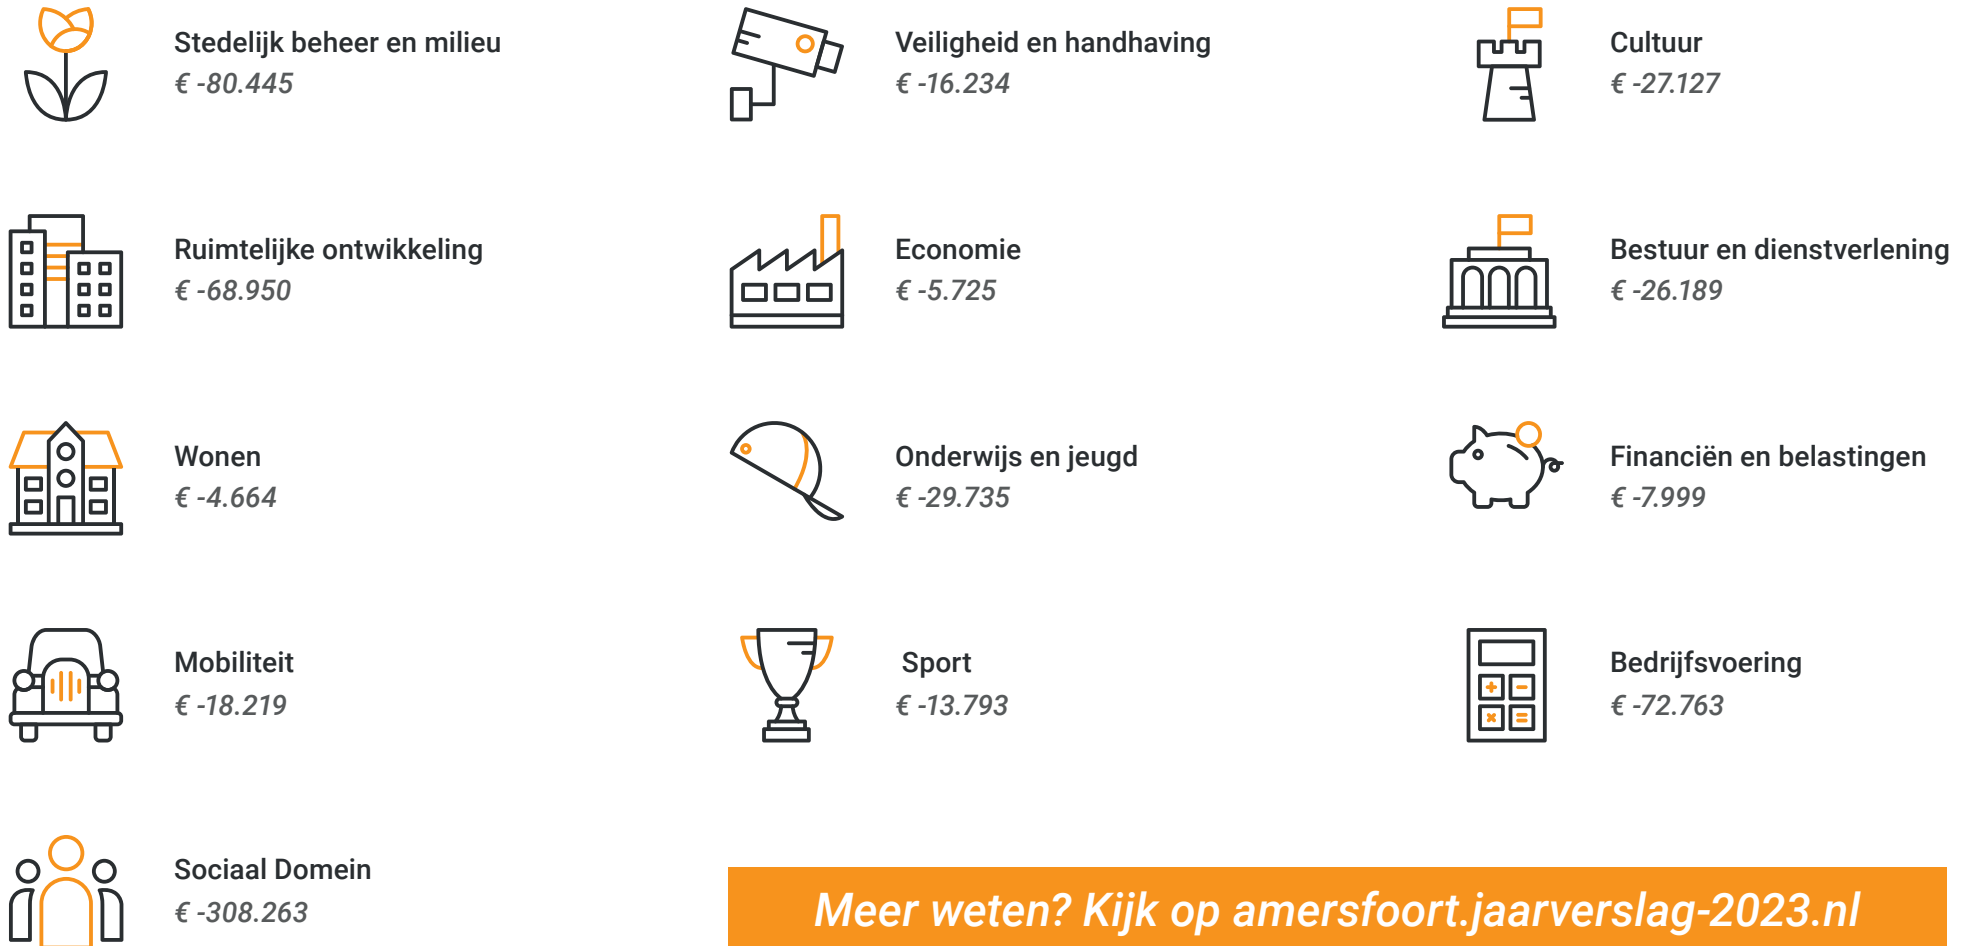 Stedelijk beheer en milieu
€ -80.445
Veiligheid en handhaving
€ -16.234
Cultuur
€ -27.127
Ruimtelijke ontwikkeling
€ -68.950
Economie
€ -5.725
Bestuur en dienstverlening
€ -26.189
Wonen
€ -4.664
Onderwijs en jeugd
€ -29.735
Financiën en belastingen
€ -7.999
Mobiliteit
€ -18.219
Sport
€ -13.793
Bedrijfsvoering
€ -72.763
Sociaal Domein
€ -308.263
Meer weten? Kijk op amersfoort.jaarverslag-2023.nl